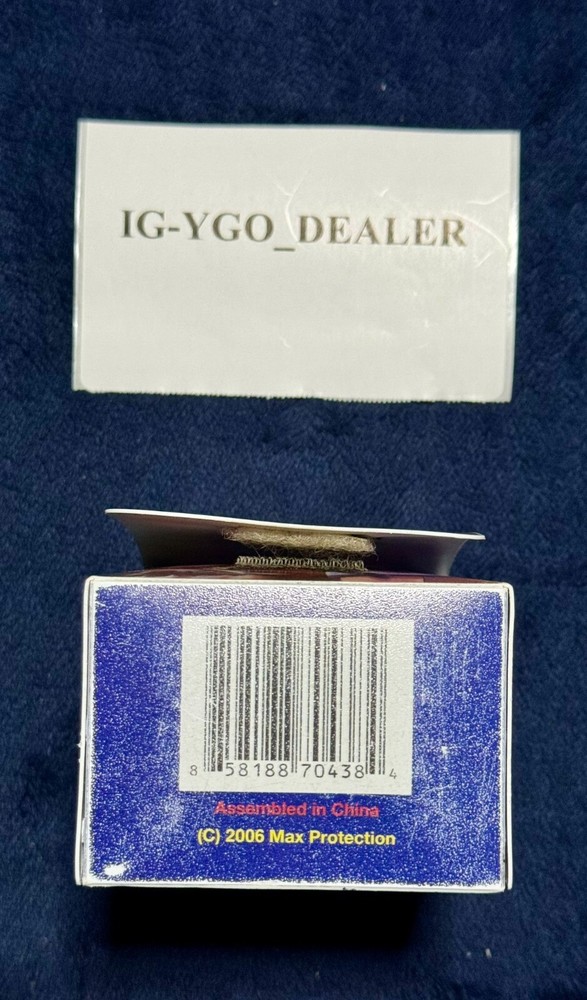 IG-YGO_DEALER
8 58188 70438 4
Assembled in China
(C) 2006 Max Protection